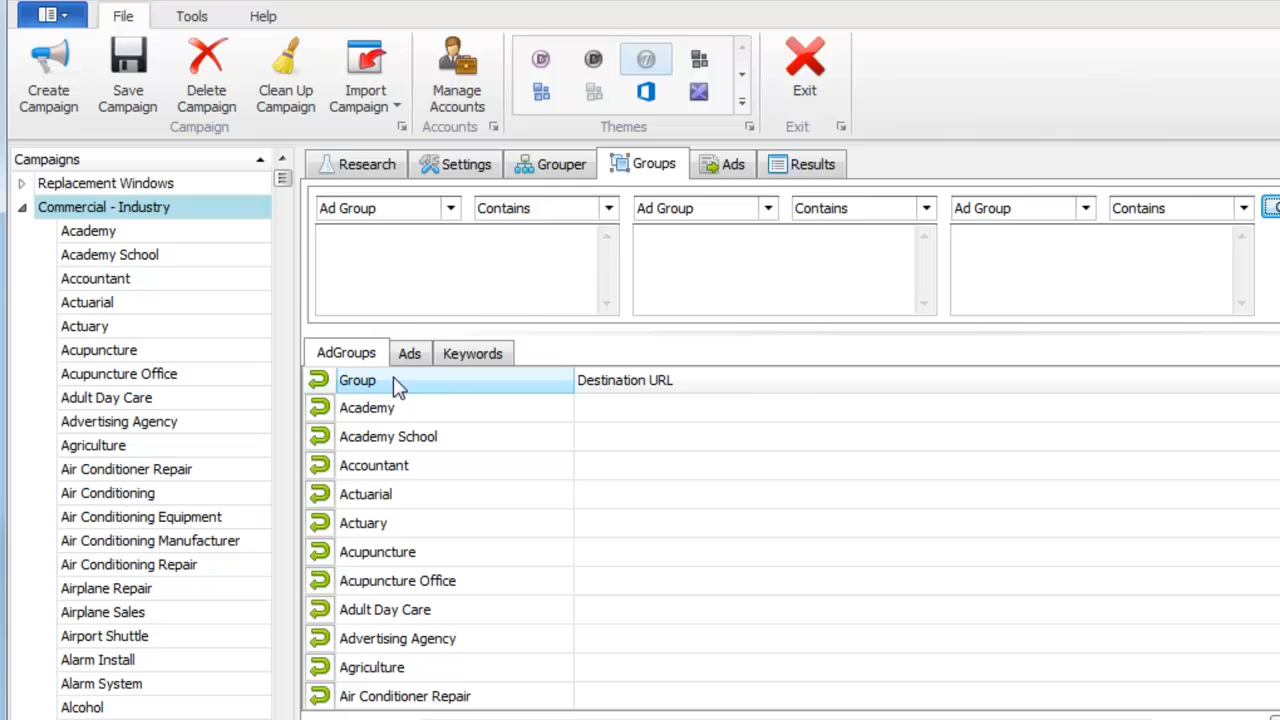 File Tools Help
Create Campaign
Save Campaign
Delete Campaign
Clean Up Campaign
Import Campaign
Manage Accounts
Exit
Campaign Accounts Themes Exit
Campaigns
Replacement Windows
Commercial - Industry
Academy
Academy School
Accountant
Actuarial
Actuary
Acupuncture
Acupuncture Office
Adult Day Care
Advertising Agency
Agriculture
Air Conditioner Repair
Air Conditioning
Air Conditioning Equipment
Air Conditioning Manufacturer
Air Conditioning Repair
Airplane Repair
Airplane Sales
Airport Shuttle
Alarm Install
Alarm System
Alcohol
Research Settings Grouper Groups Ads Results
Ad Group Contains Ad Group Contains Ad Group Contains
AdGroups Ads Keywords
Group Destination URL
Academy
Academy School
Accountant
Actuarial
Actuary
Acupuncture
Acupuncture Office
Adult Day Care
Advertising Agency
Agriculture
Air Conditioner Repair